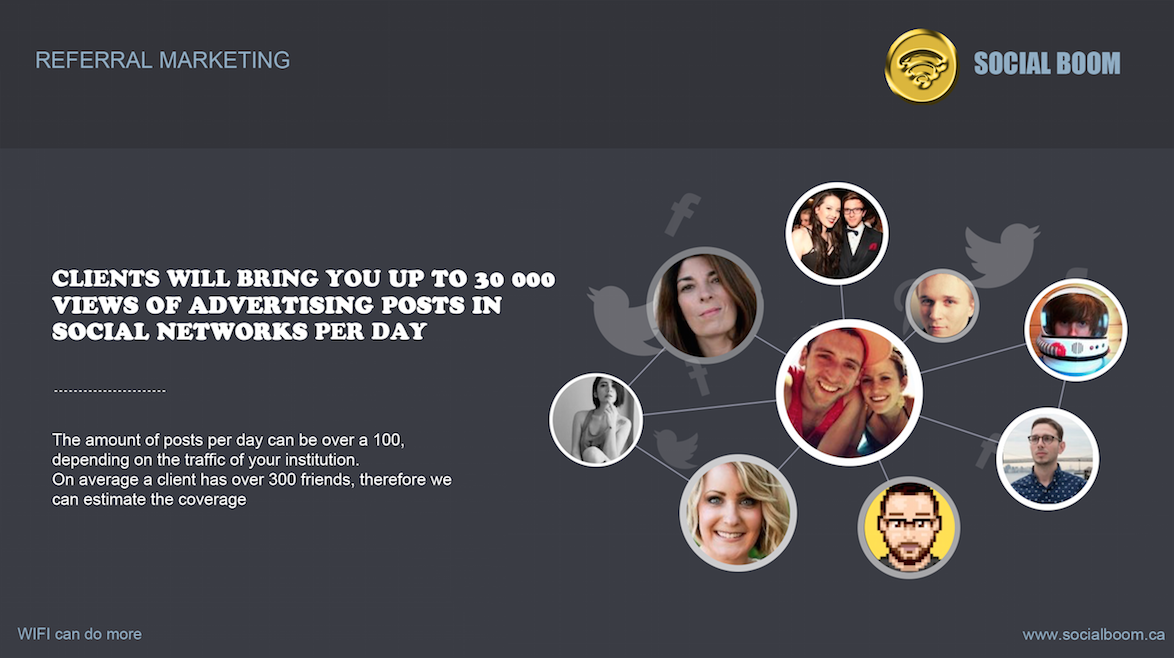 REFERRAL MARKETING
SOCIAL BOOM
CLIENTS WILL BRING YOU UP TO 30 000
VIEWS OF ADVERTISING POSTS IN
SOCIAL NETWORKS PER DAY
-----------------------
The amount of posts per day can be over a 100,
depending on the traffic of your institution.
On average a client has over 300 friends, therefore we
can estimate the coverage
WIFI can do more
www.socialboom.ca